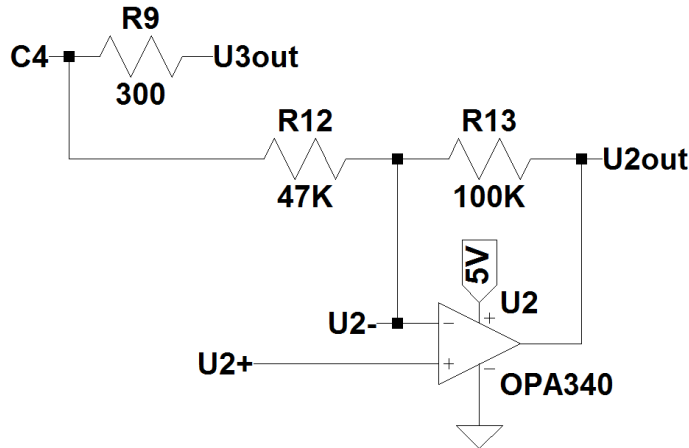 R9
C4
U3out
300
R12
R13
U2out
47K
100K
5V
U2
U2-
U2+
OPA340